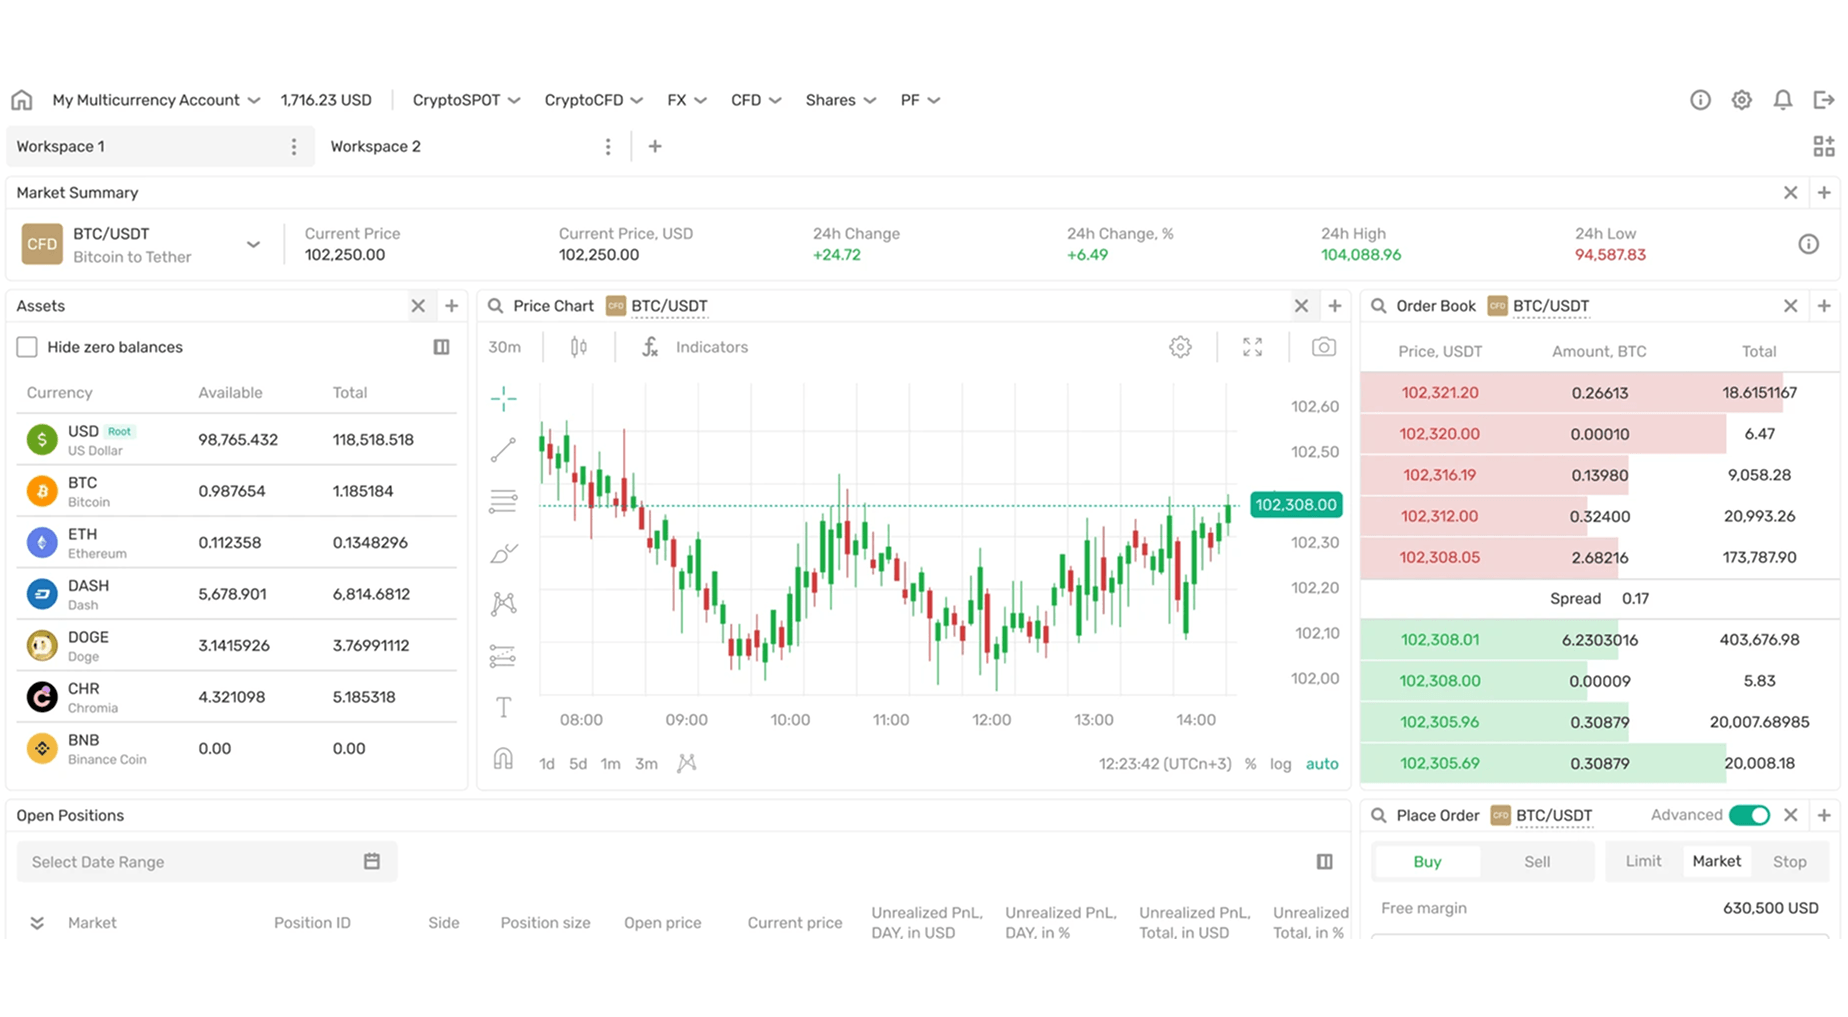 My Multicurrency Account 1,716.23 USD CryptoSPOT CryptoCFD FX CFD Shares PF
Workspace 1 Workspace 2
Market Summary
CFD BTC/USDT Bitcoin to Tether
Current Price 102,250.00
Current Price, USD 102,250.00
24h Change +24.72
24h Change, % +6.49
24h High 104,088.96
24h Low 94,587.83
Assets
Hide zero balances
Currency Available Total
USD Root US Dollar 98,765.432 118,518.518
BTC Bitcoin 0.987654 1.185184
ETH Ethereum 0.112358 0.1348296
DASH Dash 5,678.901 6,814.6812
DOGE Doge 3.1415926 3.76991112
CHR Chromia 4.321098 5.185318
BNB Binance Coin 0.00 0.00
Price Chart CFD BTC/USDT
30m Indicators
102,60
102,50
102,308.00
102,30
102,20
102,10
102,00
08:00 09:00 10:00 11:00 12:00 13:00 14:00
1d 5d 1m 3m 12:23:42 (UTCn+3) % log auto
Order Book CFD BTC/USDT
Price, USDT Amount, BTC Total
102,321.20 0.26613 18.6151167
102,320.00 0.00010 6.47
102,316.19 0.13980 9,058.28
102,312.00 0.32400 20,993.26
102,308.05 2.68216 173,787.90
Spread 0.17
102,308.01 6.2303016 403,676.98
102,308.00 0.00009 5.83
102,305.96 0.30879 20,007.68985
102,305.69 0.30879 20,008.18
Open Positions
Select Date Range
Market Position ID Side Position size Open price Current price Unrealized PnL, DAY, in USD Unrealized PnL, DAY, in % Unrealized PnL, Total, in USD Unrealized Total, in %
Place Order CFD BTC/USDT Advanced
Buy Sell Limit Market Stop
Free margin 630,500 USD